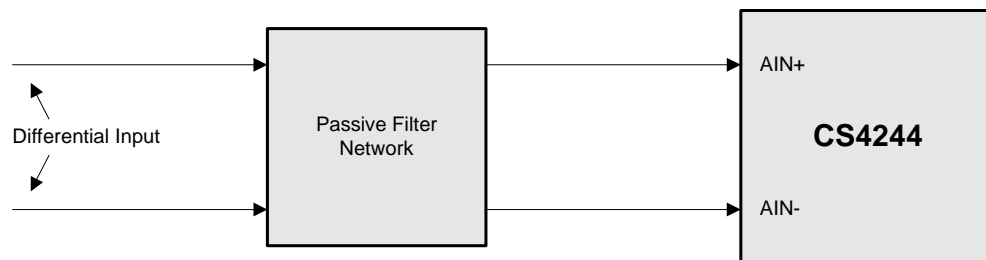 AIN+
Differential Input
Passive Filter
Network
CS4244
AIN-